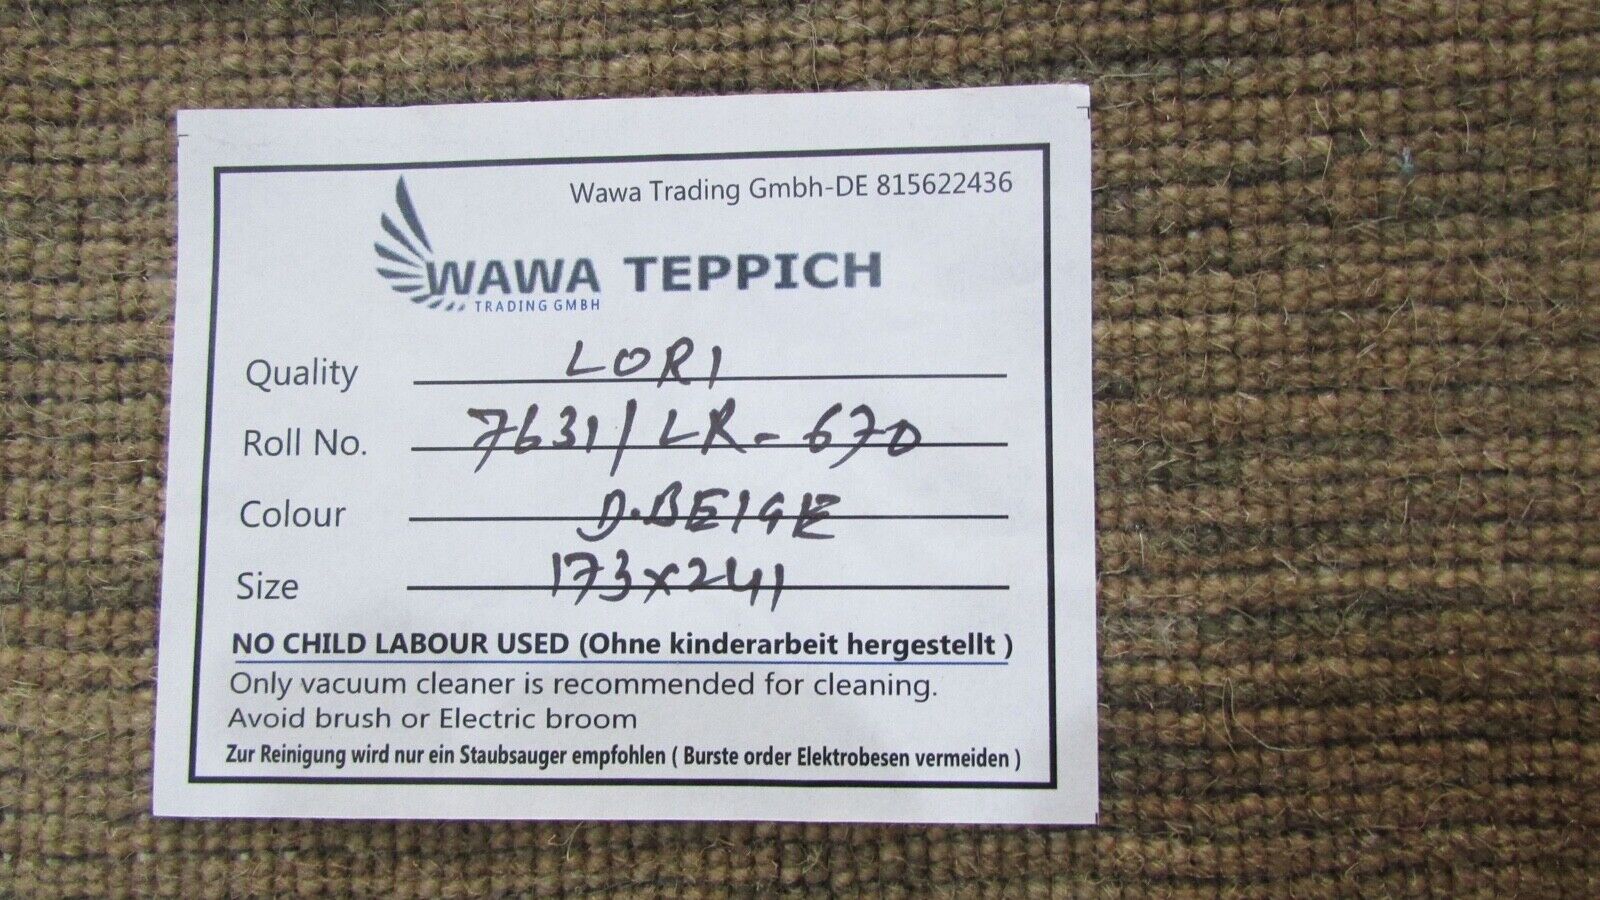 Wawa Trading Gmbh-DE 815622436
WAWA TEPPICH
TRADING GMBH
Quality LORI
Roll No. 7631/LR-670
Colour D.BEIGE
Size 173x241
NO CHILD LABOUR USED (Ohne kinderarbeit hergestellt )
Only vacuum cleaner is recommended for cleaning.
Avoid brush or Electric broom
Zur Reinigung wird nur ein Staubsauger empfohlen ( Burste order Elektrobesen vermeiden )